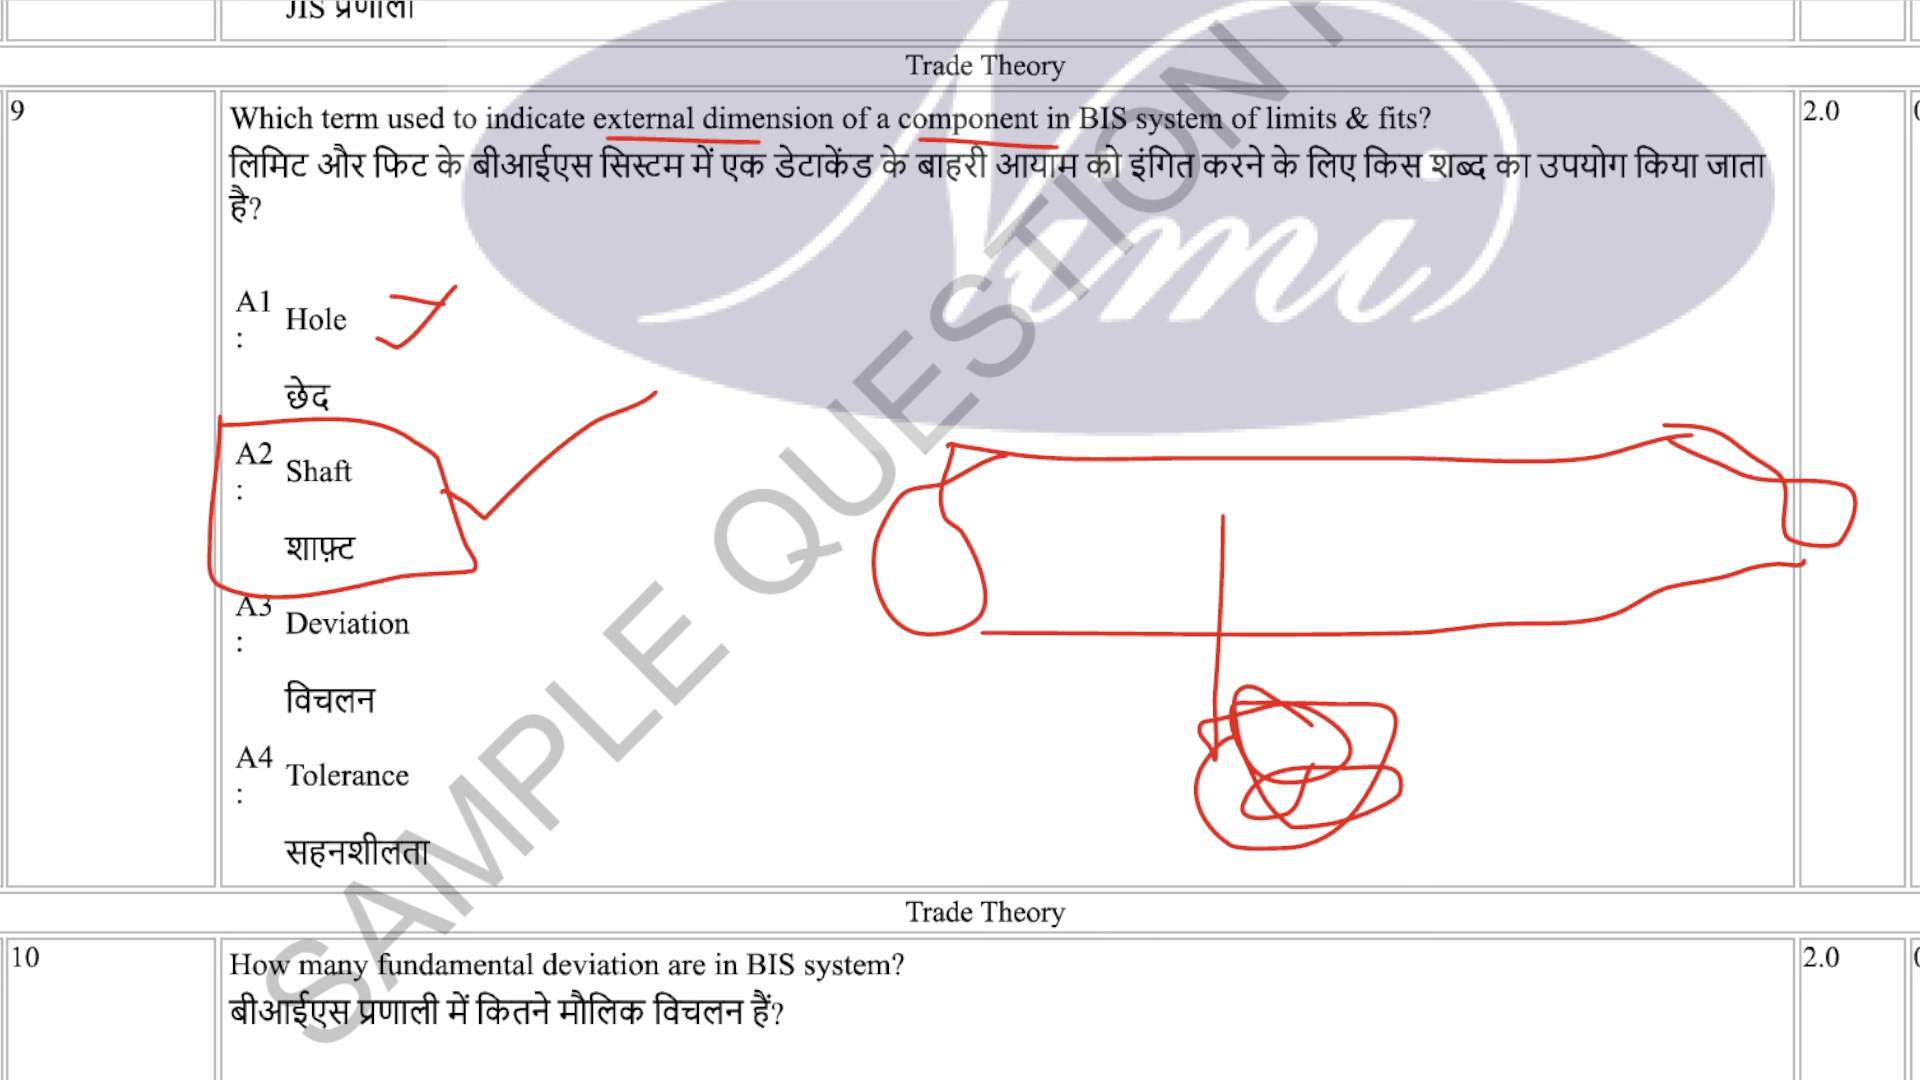 JIS प्रणाली
Trade Theory
9
Which term used to indicate external dimension of a component in BIS system of limits & fits?
2.0
लिमिट और फिट के बीआईएस सिस्टम में एक डेटाकेंड के बाहरी आयाम को इंगित करने के लिए किस शब्द का उपयोग किया जाता
है?
A1
:
Hole
छेद
A2
:
Shaft
शाफ़्ट
A3
:
Deviation
विचलन
A4
:
Tolerance
सहनशीलता
Trade Theory
10
How many fundamental deviation are in BIS system?
2.0
बीआईएस प्रणाली में कितने मौलिक विचलन हैं?
Nimi
SAMPLE QUESTION